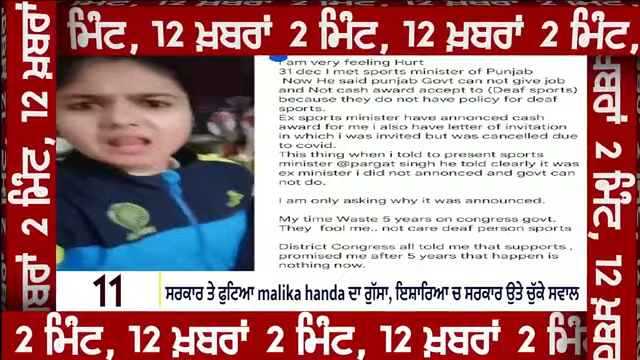 ਮਿੰਟ, 12 ਖ਼ਬਰਾਂ 2 ਮਿੰਟ, 12 ਖ਼ਬਰਾਂ 2 ਮਿੰਟ,
2 ਮਿੰਟ, 12 ਖ਼ਬਰਾਂ
I am very feeling Hurt
31 dec I met sports minister of Punjab
Now He said punjab Govt can not give job
and Not cash award accept to (Deaf sports)
because they do not have policy for deaf
sports.
Ex sports minister have annonced cash
award for me i also have letter of invitation
in which i was invited but was cancelled due
to covid.
This thing when i told to present sports
minister @pargat singh he told clearly it was
ex minister i did not annonced and govt can
not do.
I am only asking why it was announced.
My time Waste 5 years on congress govt.
They fool me.. not care deaf person sports
District Congress all told me that supports ,
promised me after 5 years that happen is
nothing now.
ਖ਼ਬਰਾਂ 2 ਮਿੰਟ, 12
11
ਸਰਕਾਰ ਤੇ ਫੁਟਿਆ malika handa ਦਾ ਗੁੱਸਾ, ਇਸ਼ਾਰਿਆ ਚ ਸਰਕਾਰ ਉਤੇ ਚੁੱਕੇ ਸਵਾਲ
2 ਮਿੰਟ, 12 ਖ਼ਬਰਾਂ 2 ਮਿੰਟ, 12 ਖ਼ਬਰਾਂ 2 ਮਿੰਟ,